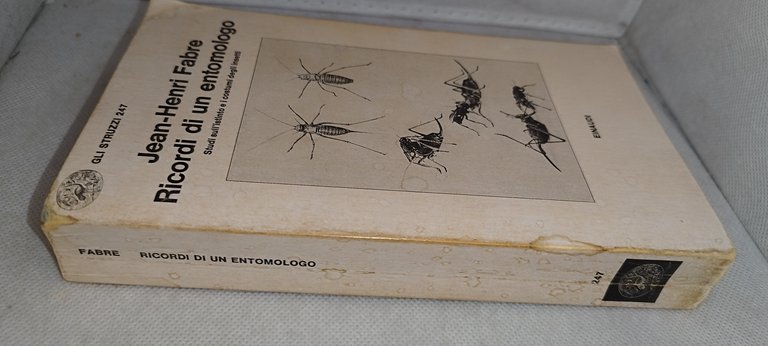 GLI STRUZZI 247
Jean-Henri Fabre
Ricordi di un entomologo
Studi sull'istinto e i costumi degli insetti
EINAUDI
FABRE RICORDI DI UN ENTOMOLOGO
247